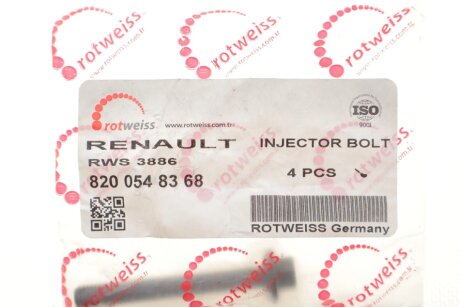 rotweiss
rotweiss
rotweiss
rotweiss
www.rotweiss.com.tr
ISO
9001
RENAULT
INJECTOR BOLT
RWS 3886
820 054 83 68
4 PCS
rotweiss
ROTWEISS Germany
rotweiss
rotweiss
rotweiss